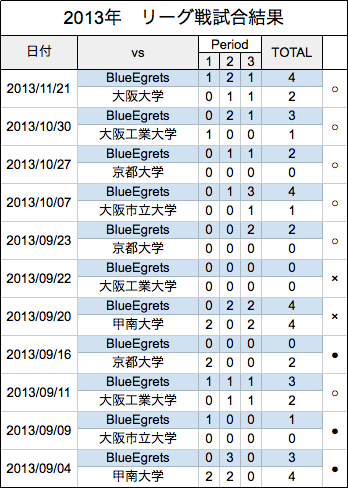 2013年　リーグ戦試合結果
日付 vs Period TOTAL
1 2 3
2013/11/21 BlueEgrets 1 2 1 4 ○
大阪大学 0 1 1 2
2013/10/30 BlueEgrets 0 2 1 3 ○
大阪工業大学 1 0 0 1
2013/10/27 BlueEgrets 0 1 1 2 ○
京都大学 0 0 0 0
2013/10/07 BlueEgrets 0 1 3 4 ○
大阪市立大学 0 0 1 1
2013/09/23 BlueEgrets 0 0 2 2 ○
京都大学 0 0 0 0
2013/09/22 BlueEgrets 0 0 0 0 ×
大阪工業大学 0 0 0 0
2013/09/20 BlueEgrets 0 2 2 4 ×
甲南大学 2 0 2 4
2013/09/16 BlueEgrets 0 0 0 0 ●
京都大学 2 0 0 2
2013/09/11 BlueEgrets 1 1 1 3 ○
大阪工業大学 0 1 1 2
2013/09/09 BlueEgrets 1 0 0 1 ●
大阪市立大学 0 0 0 0
2013/09/04 BlueEgrets 0 3 0 3 ●
甲南大学 2 2 0 4